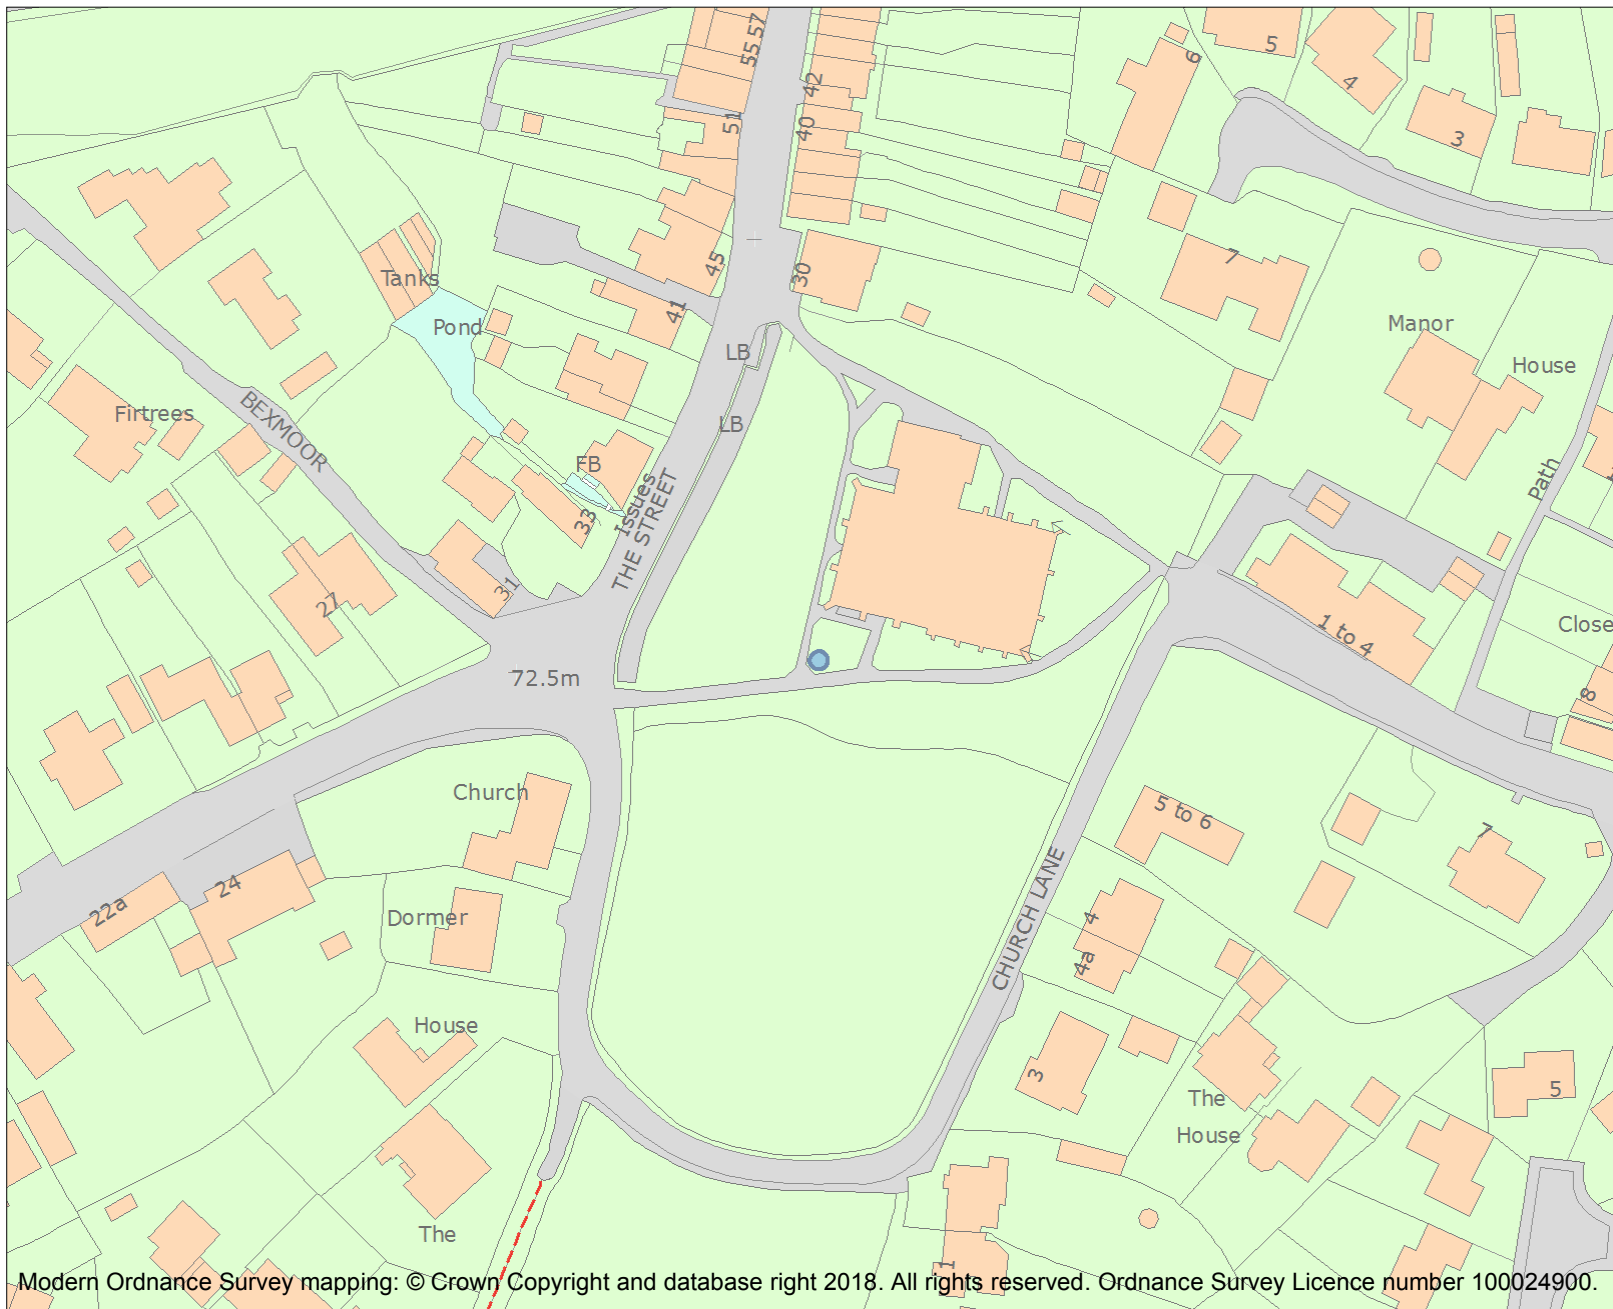 55 57
5
6
4
42
51
40
3
45
30
7
Tanks
41
Pond
Manor
LB
House
Firtrees
BEXMOOR
LB
FB
Path
Issues
33
THE STREET
31
27
1 to 4
Close
72.5m
8
Church
5 to 6
7
CHURCH LANE
24
22a
Dormer
4
4a
House
3
The
House
5
The
1
Modern Ordnance Survey mapping: © Crown Copyright and database right 2018. All rights reserved. Ordnance Survey Licence number 100024900.